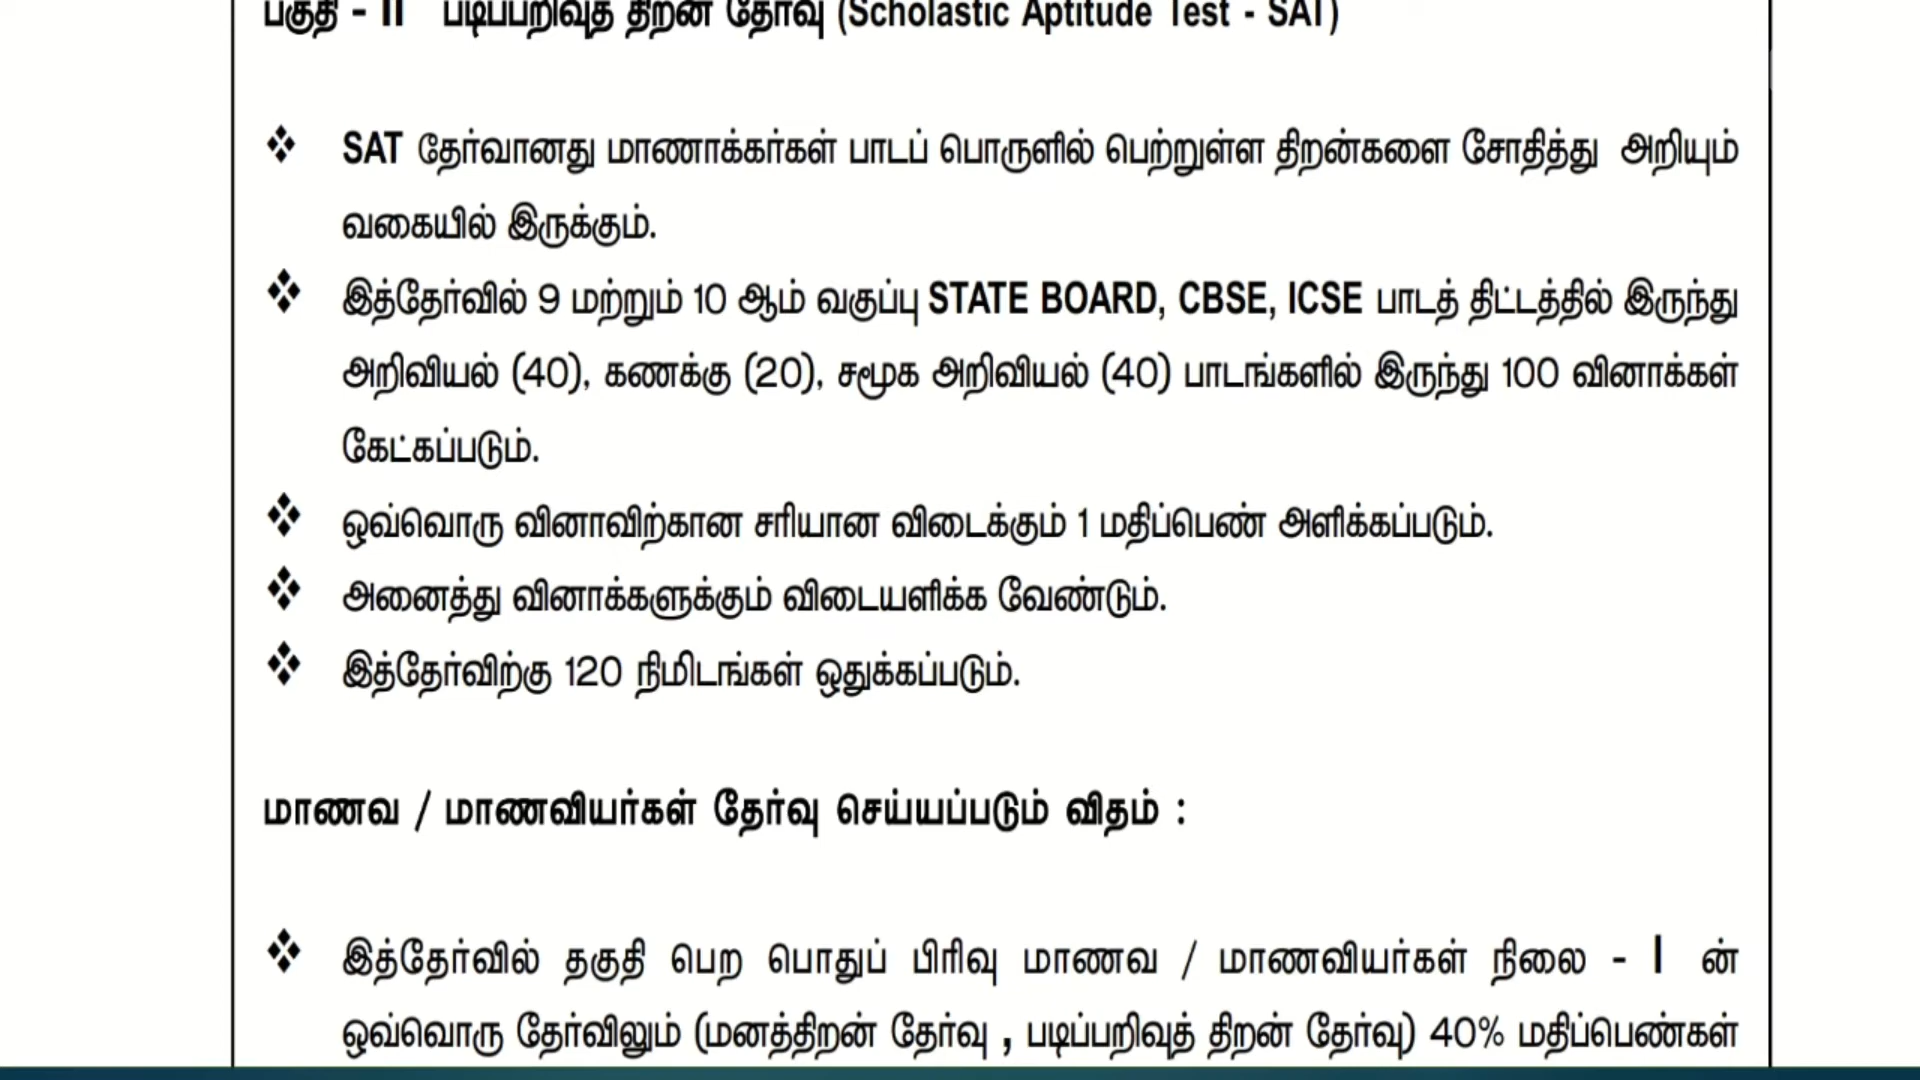 பகுதி - II படிப்பறிவுத் திறன் தேர்வு (Scholastic Aptitude Test - SAT)
❖ SAT தேர்வானது மாணாக்கர்கள் பாடப் பொருளில் பெற்றுள்ள திறன்களை சோதித்து அறியும்
வகையில் இருக்கும்.
❖ இத்தேர்வில் 9 மற்றும் 10 ஆம் வகுப்பு STATE BOARD, CBSE, ICSE பாடத் திட்டத்தில் இருந்து
அறிவியல் (40), கணக்கு (20), சமூக அறிவியல் (40) பாடங்களில் இருந்து 100 வினாக்கள்
கேட்கப்படும்.
❖ ஒவ்வொரு வினாவிற்கான சரியான விடைக்கும் 1 மதிப்பெண் அளிக்கப்படும்.
❖ அனைத்து வினாக்களுக்கும் விடையளிக்க வேண்டும்.
❖ இத்தேர்விற்கு 120 நிமிடங்கள் ஒதுக்கப்படும்.
மாணவ / மாணவியர்கள் தேர்வு செய்யப்படும் விதம் :
❖ இத்தேர்வில் தகுதி பெற பொதுப் பிரிவு மாணவ / மாணவியர்கள் நிலை - I ன்
ஒவ்வொரு தேர்விலும் (மனத்திறன் தேர்வு , படிப்பறிவுத் திறன் தேர்வு) 40% மதிப்பெண்கள்